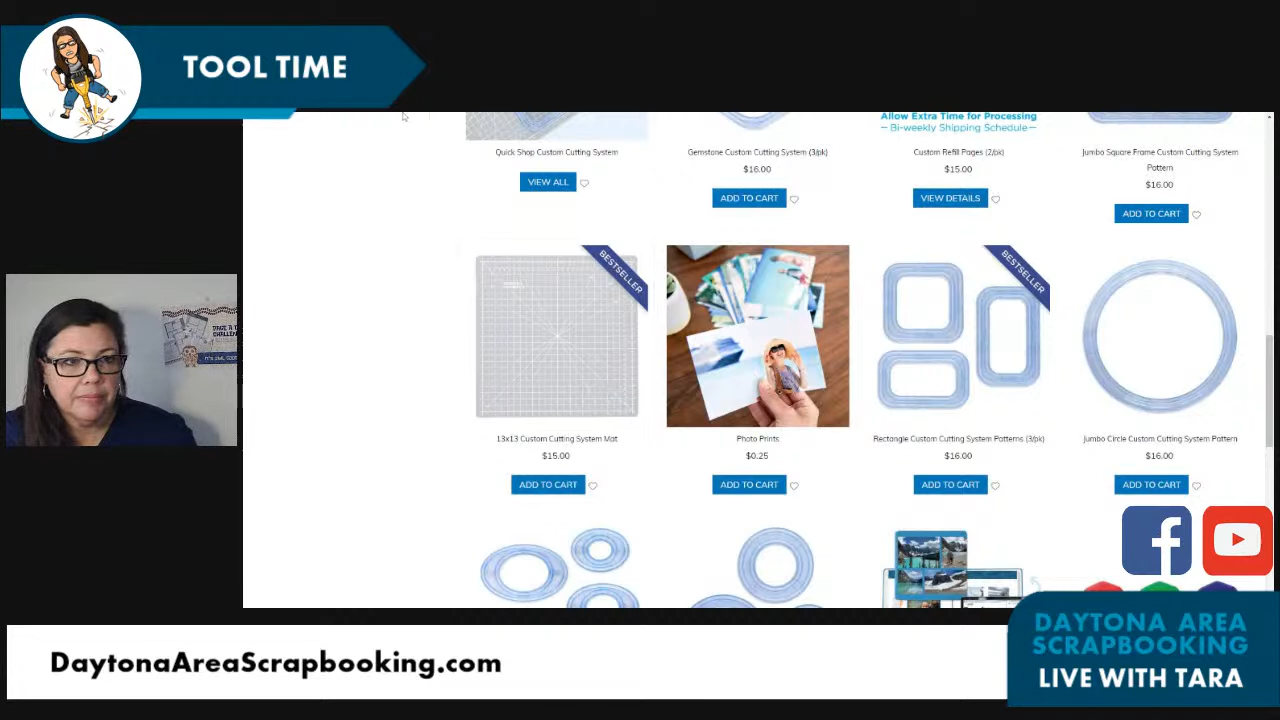 TOOL TIME
Allow Extra Time for Processing
— Bi-weekly Shipping Schedule —
Quick Shop Custom Cutting System
VIEW ALL
Gemstone Custom Cutting System (3/pk)
$16.00
ADD TO CART
Custom Refill Pages (2/pk)
$15.00
VIEW DETAILS
Jumbo Square Frame Custom Cutting System
Pattern
$16.00
ADD TO CART
BESTSELLER
BESTSELLER
13x13 Custom Cutting System Mat
$15.00
ADD TO CART
Photo Prints
$0.25
ADD TO CART
Rectangle Custom Cutting System Patterns (3/pk)
$16.00
ADD TO CART
Jumbo Circle Custom Cutting System Pattern
$16.00
ADD TO CART
DaytonaAreaScrapbooking.com
DAYTONA AREA
SCRAPBOOKING
LIVE WITH TARA